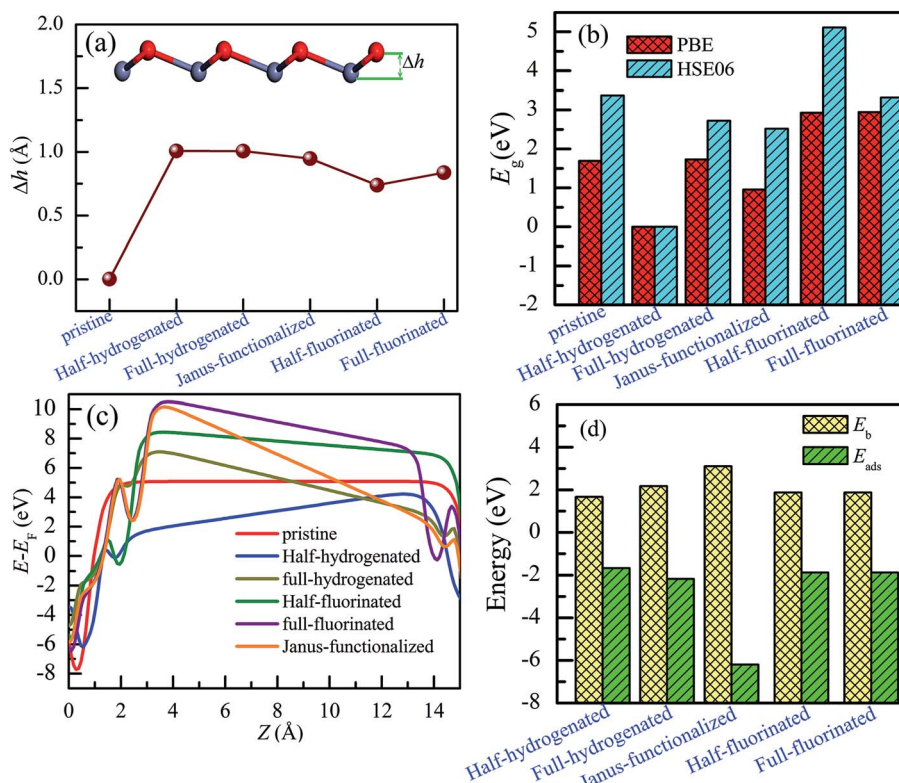 (a)
Δh
Δh (Å)
2.0
1.5
1.0
0.5
0.0
pristine
Half-hydrogenated
Full-hydrogenated
Janus-functionalized
Half-fluorinated
Full-fluorinated
(b)
PBE
HSE06
E_g (eV)
5
4
3
2
1
0
-1
-2
pristine
Half-hydrogenated
Full-hydrogenated
Janus-functionalized
Half-fluorinated
Full-fluorinated
(c)
E-E_F (eV)
10
8
6
4
2
0
-2
-4
-6
-8
pristine
Half-hydrogenated
full-hydrogenated
Half-fluorinated
full-fluorinated
Janus-functionalized
0 2 4 6 8 10 12 14
Z (Å)
(d)
E_b
E_ads
Energy (eV)
6
4
2
0
-2
-4
-6
-8
Half-hydrogenated
Full-hydrogenated
Janus-functionalized
Half-fluorinated
Full-fluorinated